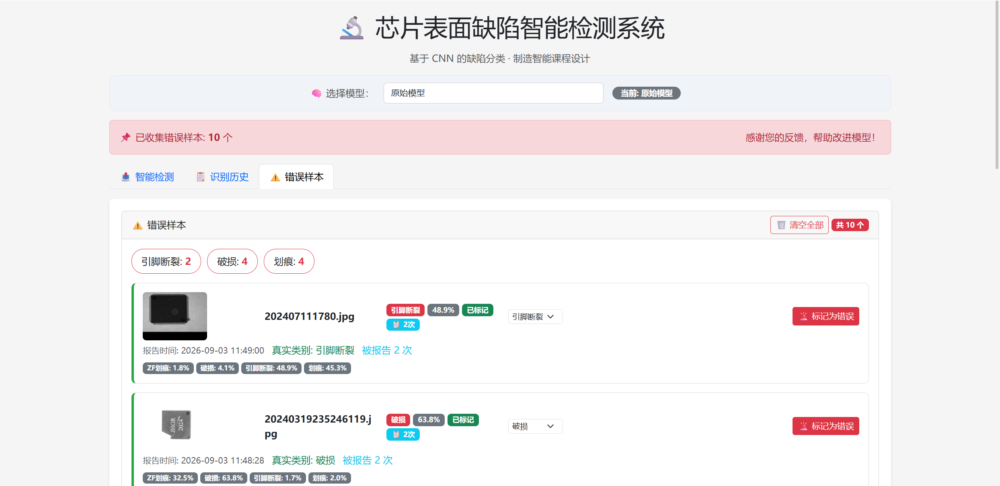 芯片表面缺陷智能检测系统
基于 CNN 的缺陷分类 · 制造智能课程设计
选择模型：
原始模型
当前: 原始模型
已收集错误样本: 10 个
感谢您的反馈，帮助改进模型！
智能检测
识别历史
错误样本
错误样本
清空全部
共 10 个
引脚断裂: 2
破损: 4
划痕: 4
202407111780.jpg
引脚断裂 48.9% 已标记
2次
引脚断裂
标记为错误
报告时间: 2026-09-03 11:49:00 真实类别: 引脚断裂 被报告 2 次
ZF划痕: 1.8% 破损: 4.1% 引脚断裂: 48.9% 划痕: 45.3%
JHGR
2024
20240319235246119.j
pg
破损 63.8% 已标记
2次
破损
标记为错误
报告时间: 2026-09-03 11:48:28 真实类别: 破损 被报告 2 次
ZF划痕: 32.5% 破损: 63.8% 引脚断裂: 1.7% 划痕: 2.0%